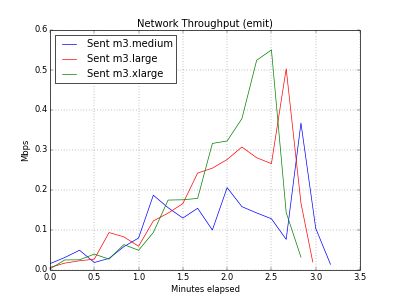 Network Throughput (emit)
Sent m3.medium
Sent m3.large
Sent m3.xlarge
Mbps
0.6
0.5
0.4
0.3
0.2
0.1
0.0
0.0 0.5 1.0 1.5 2.0 2.5 3.0 3.5
Minutes elapsed